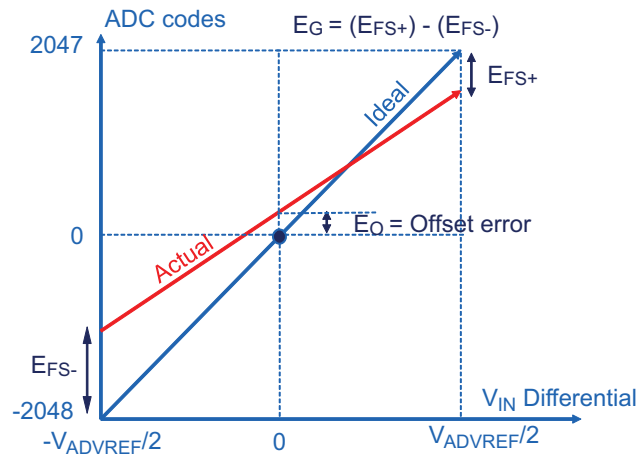 ADC codes
2047
EG = (EFS+) - (EFS-)
EFS+
Ideal
0
EO = Offset error
Actual
EFS-
-2048
VIN Differential
-VADVREF/2
0
VADVREF/2